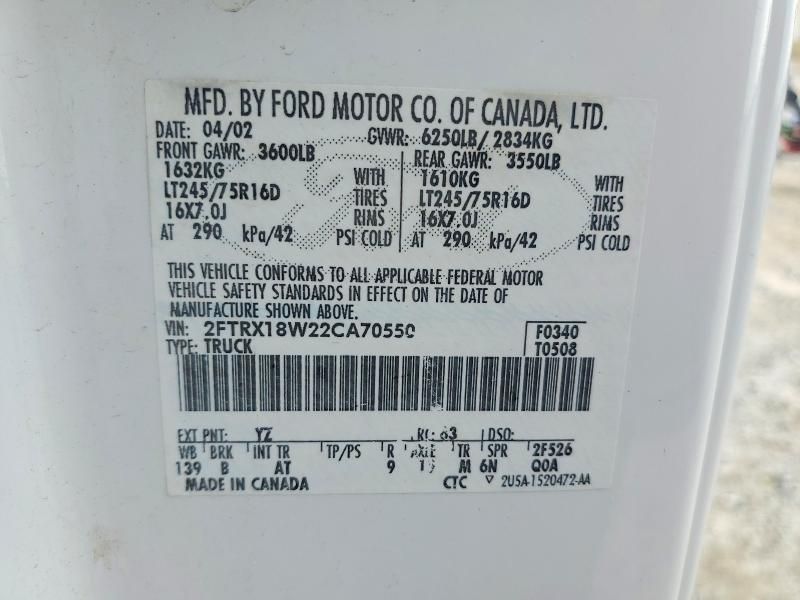 MFD. BY FORD MOTOR CO. OF CANADA, LTD.
DATE: 04/02 GVWR: 6250LB/ 2834KG
FRONT GAWR: 3600LB REAR GAWR: 3550LB
1632KG WITH 1610KG WITH
LT245/75R16D TIRES LT245/75R16D TIRES
16X7.0J RIMS 16X7.0J RIMS
AT 290 kPa/42 PSI COLD AT 290 kPa/42 PSI COLD
THIS VEHICLE CONFORMS TO ALL APPLICABLE FEDERAL MOTOR
VEHICLE SAFETY STANDARDS IN EFFECT ON THE DATE OF
MANUFACTURE SHOWN ABOVE.
VIN: 2FTRX18W22CA70550 F0340
TYPE: TRUCK T0508
EXT PNT: YZ RC: 63 DSO:
WB BRK INT TR TP/PS R AXLE TR SPR 2F526
139 B AT 9 M 6N Q0A
MADE IN CANADA CTC ▽ 2U5A-1520472-AA